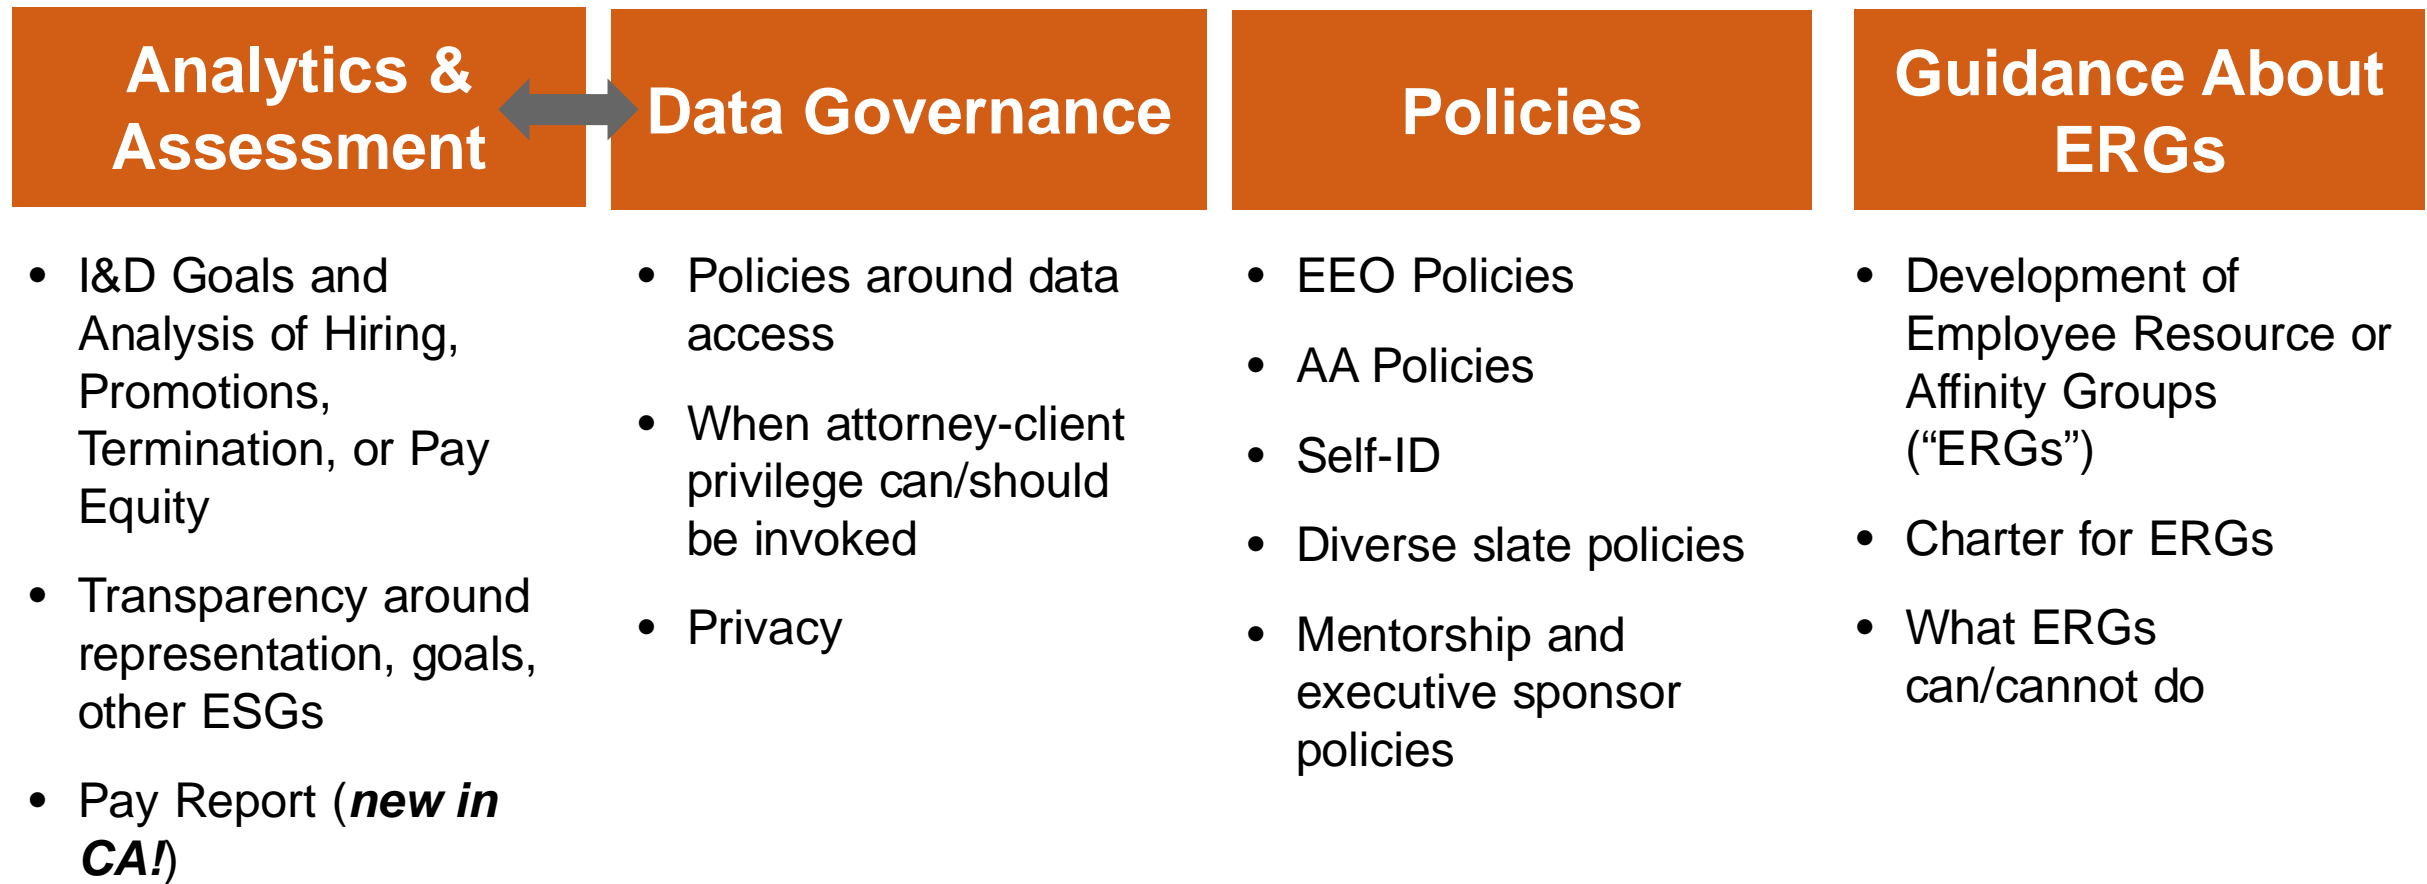 Analytics &
Assessment
• I&D Goals and
Analysis of Hiring,
Promotions,
Termination, or Pay
Equity
• Transparency around
representation, goals,
other ESGs
• Pay Report (new in
CA!)
Data Governance
• Policies around data
access
• When attorney-client
privilege can/should
be invoked
• Privacy
Policies
• EEO Policies
• AA Policies
• Self-ID
• Diverse slate policies
• Mentorship and
executive sponsor
policies
Guidance About
ERGs
• Development of
Employee Resource or
Affinity Groups
(“ERGs”)
• Charter for ERGs
• What ERGs
can/cannot do